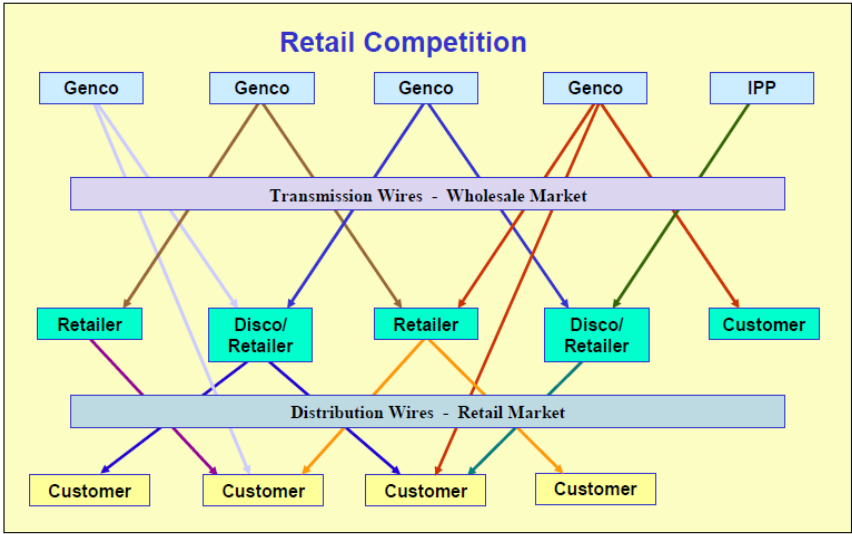 Retail Competition
Genco
Genco
Genco
Genco
IPP
Transmission Wires - Wholesale Market
Retailer
Disco/
Retailer
Retailer
Disco/
Retailer
Customer
Distribution Wires - Retail Market
Customer
Customer
Customer
Customer